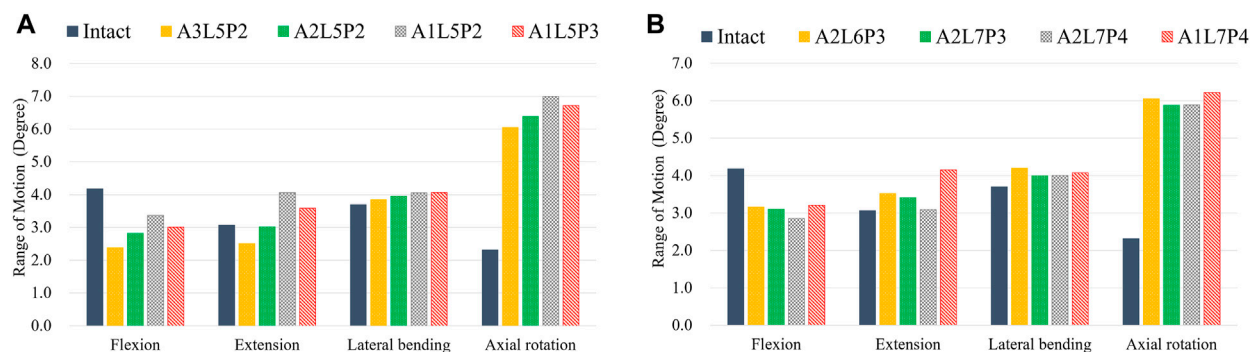 A
Intact A3L5P2 A2L5P2 A1L5P2 A1L5P3
8.0
7.0
6.0
5.0
4.0
3.0
2.0
1.0
0.0
Range of Motion (Degree)
Flexion Extension Lateral bending Axial rotation
B
Intact A2L6P3 A2L7P3 A2L7P4 A1L7P4
7.0
6.0
5.0
4.0
3.0
2.0
1.0
0.0
Range of Motion (Degree)
Flexion Extension Lateral bending Axial rotation